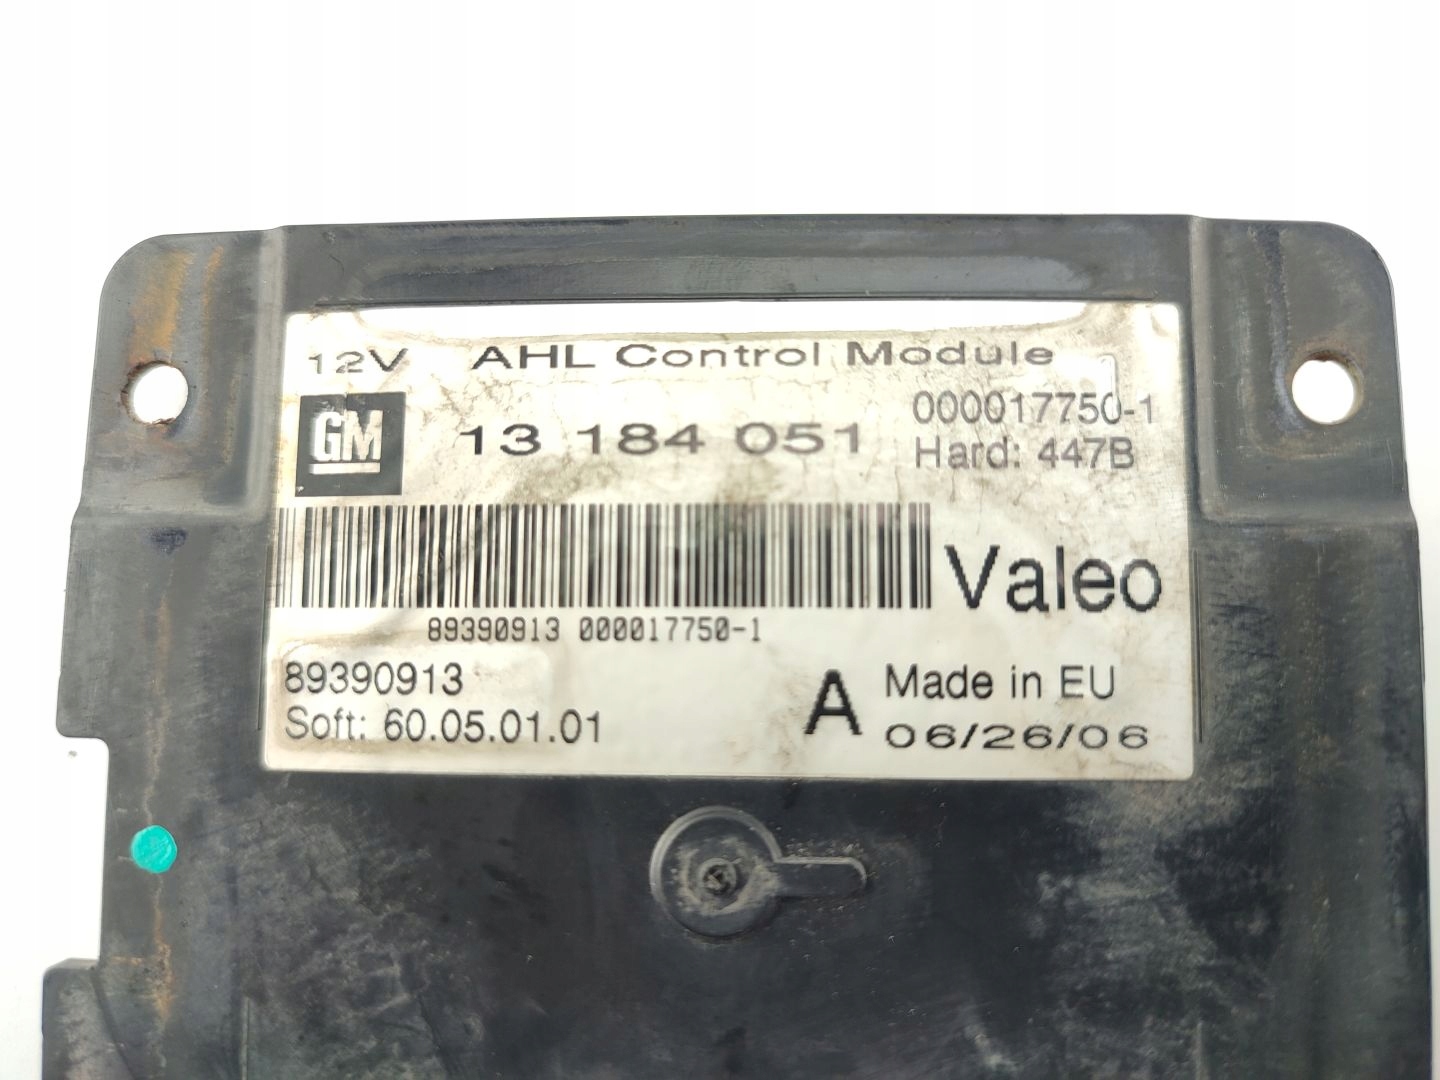 12V AHL Control Module
000017750-1
GM 13 184 051
Hard: 447B
Valeo
89390913 000017750-1
89390913
Soft: 60.05.01.01
A
Made in EU
06/26/06